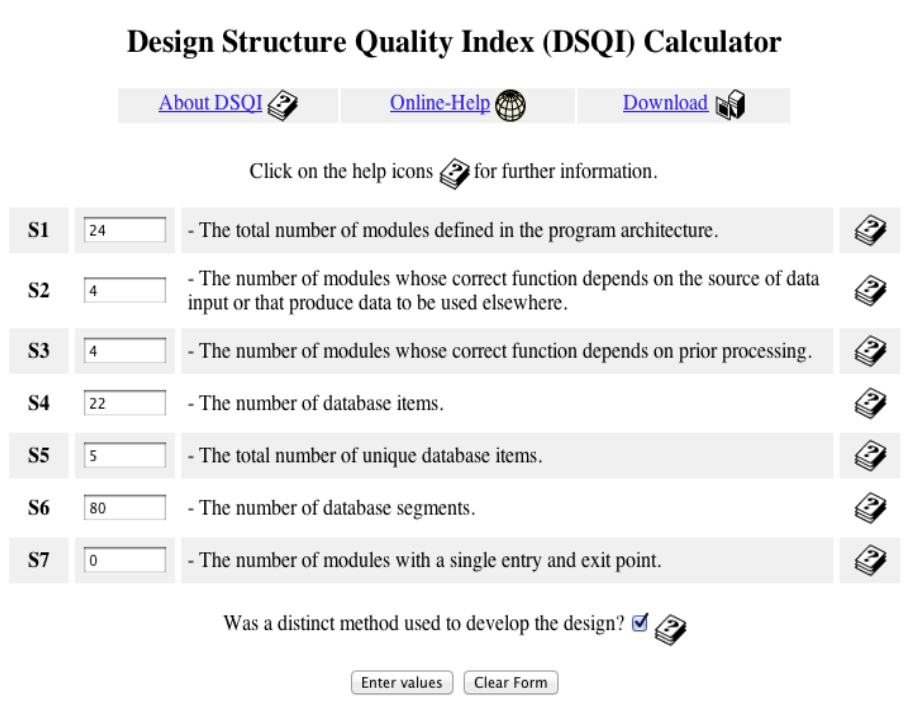 Design Structure Quality Index (DSQI) Calculator
About DSQI
Online-Help
Download
Click on the help icons for further information.
S1 24 - The total number of modules defined in the program architecture.
S2 4 - The number of modules whose correct function depends on the source of data
input or that produce data to be used elsewhere.
S3 4 - The number of modules whose correct function depends on prior processing.
S4 22 - The number of database items.
S5 5 - The total number of unique database items.
S6 80 - The number of database segments.
S7 0 - The number of modules with a single entry and exit point.
Was a distinct method used to develop the design?
Enter values Clear Form